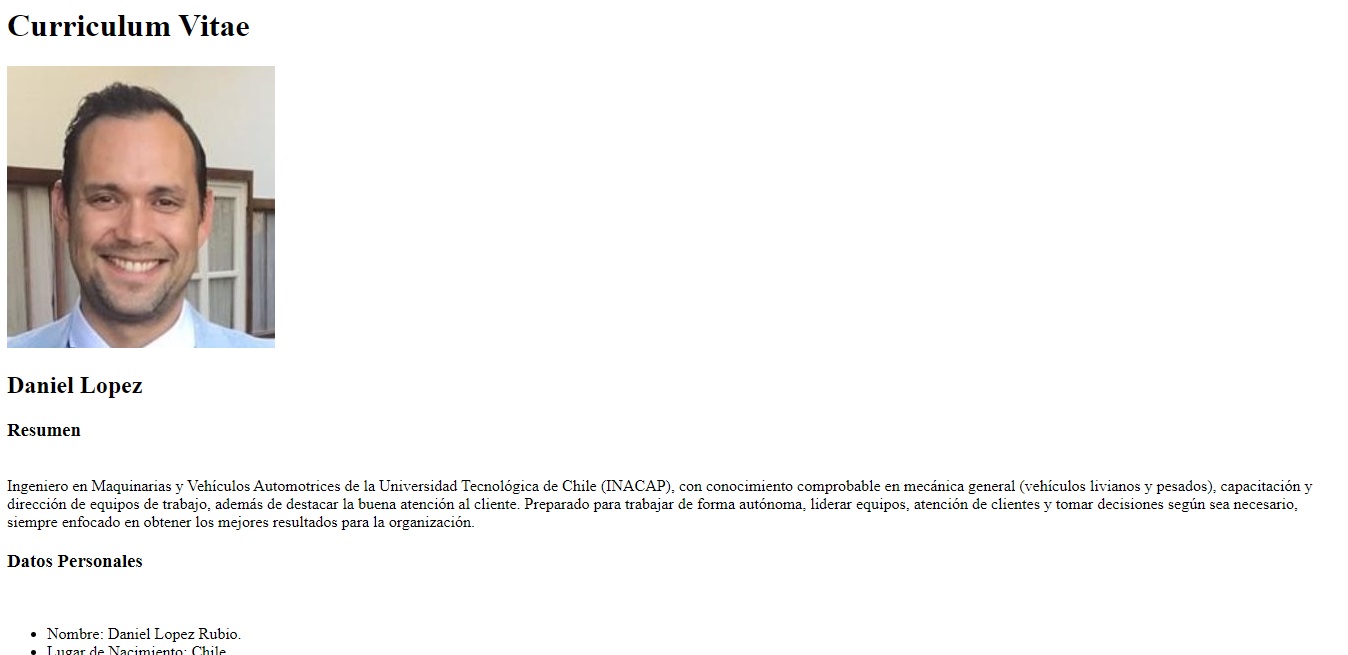 Curriculum Vitae
Daniel Lopez
Resumen
Ingeniero en Maquinarias y Vehículos Automotrices de la Universidad Tecnológica de Chile (INACAP), con conocimiento comprobable en mecánica general (vehículos livianos y pesados), capacitación y
dirección de equipos de trabajo, además de destacar la buena atención al cliente. Preparado para trabajar de forma autónoma, liderar equipos, atención de clientes y tomar decisiones según sea necesario,
siempre enfocado en obtener los mejores resultados para la organización.
Datos Personales
• Nombre: Daniel Lopez Rubio.
• Lugar de Nacimiento: Chile